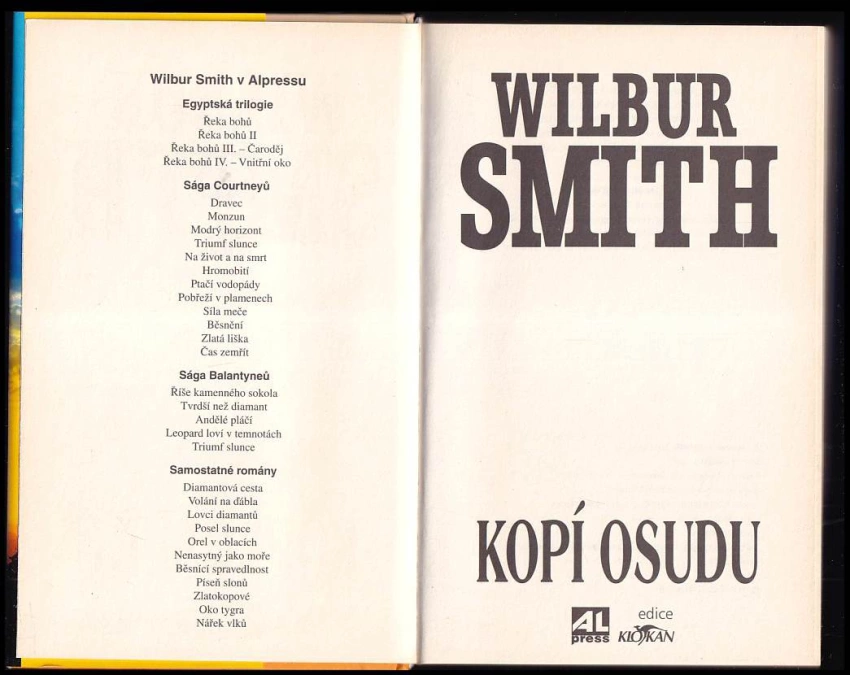 Wilbur Smith v Alpressu
Egyptská trilogie
Řeka bohů
Řeka bohů II
Řeka bohů III. – Čaroděj
Řeka bohů IV. – Vnitřní oko
Sága Courtneyů
Dravec
Monzun
Modrý horizont
Triumf slunce
Na život a na smrt
Hromobití
Ptačí vodopády
Pobřeží v plamenech
Síla meče
Běsnění
Zlatá liška
Čas zemřít
Sága Balantyneů
Říše kamenného sokola
Tvrdší než diamant
Andělé pláčí
Leopard loví v temnotách
Triumf slunce
Samostatné romány
Diamantová cesta
Volání na ďábla
Lovci diamantů
Posel slunce
Orel v oblacích
Nenasytný jako moře
Běsnící spravedlnost
Píseň slonů
Zlatokopové
Oko tygra
Nářek vlků
WILBUR
SMITH
KOPÍ OSUDU
AL
press
edice
KLOKAN